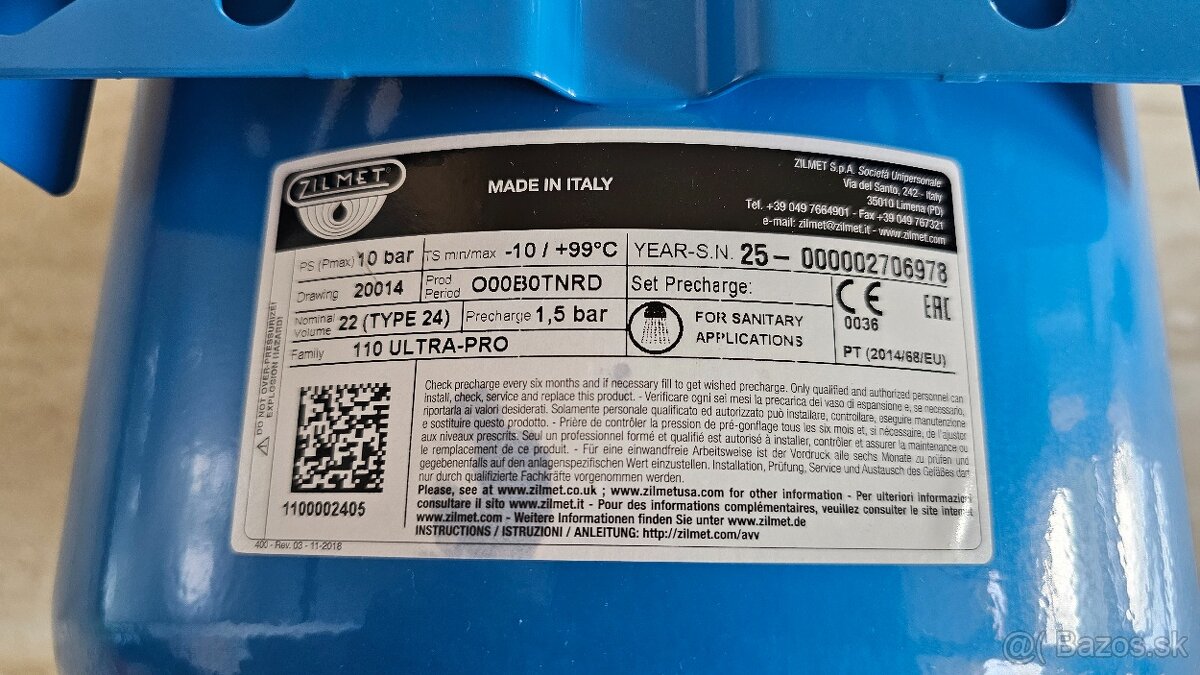 ZILMET
MADE IN ITALY
ZILMET S.p.A. Società Unipersonale
Via del Santo, 242 - Italy
35010 Limena (PD)
Tel. +39 049 7664901 - Fax +39 049 767321
e-mail: zilmet@zilmet.it - www.zilmet.com
PS (Pmax) 10 bar TS min/max -10 / +99°C YEAR-S.N. 25- 000002706978
Drawing 20014 Prod Period O00B0TNRD Set Precharge:
Nominal Volume 22 (TYPE 24) Precharge 1,5 bar FOR SANITARY APPLICATIONS
CE 0036 EAC
PT (2014/68/EU)
Family 110 ULTRA-PRO
⚠ DO NOT OVER-PRESSURIZE!
EXPLOSION HAZARD!
Check precharge every six months and if necessary fill to get wished precharge. Only qualified and authorized personnel can
install, check, service and replace this product. - Verificare ogni sei mesi la precarica del vaso di espansione e, se necessario,
riportarla ai valori desiderati. Solamente personale qualificato ed autorizzato può installare, controllare, eseguire manutenzione
e sostituire questo prodotto. - Prière de contrôler la pression de pré-gonflage tous les six mois et, si nécessaire, de l'ajuster
aux niveaux prescrits. Seul un professionnel formé et qualifié est autorisé à installer, contrôler et assurer la maintenance ou
le remplacement de ce produit. - Für eine einwandfreie Arbeitsweise ist der Vordruck alle sechs Monate zu prüfen und
gegebenenfalls auf den anlagenspezifischen Wert einzustellen. Installation, Prüfung, Service und Austausch des Gefäßes darf
nur durch qualifizierte Fachkräfte vorgenommen werden.
Please, see at www.zilmet.co.uk ; www.zilmetusa.com for other information - Per ulteriori informazioni
consultare il sito www.zilmet.it - Pour des informations complémentaires, veuillez consulter le site internet
www.zilmet.com - Weitere Informationen finden Sie unter www.zilmet.de
INSTRUCTIONS / ISTRUZIONI / ANLEITUNG: http://zilmet.com/avv
1100002405
400 - Rev. 03 - 11-2018
@( Bazos.sk